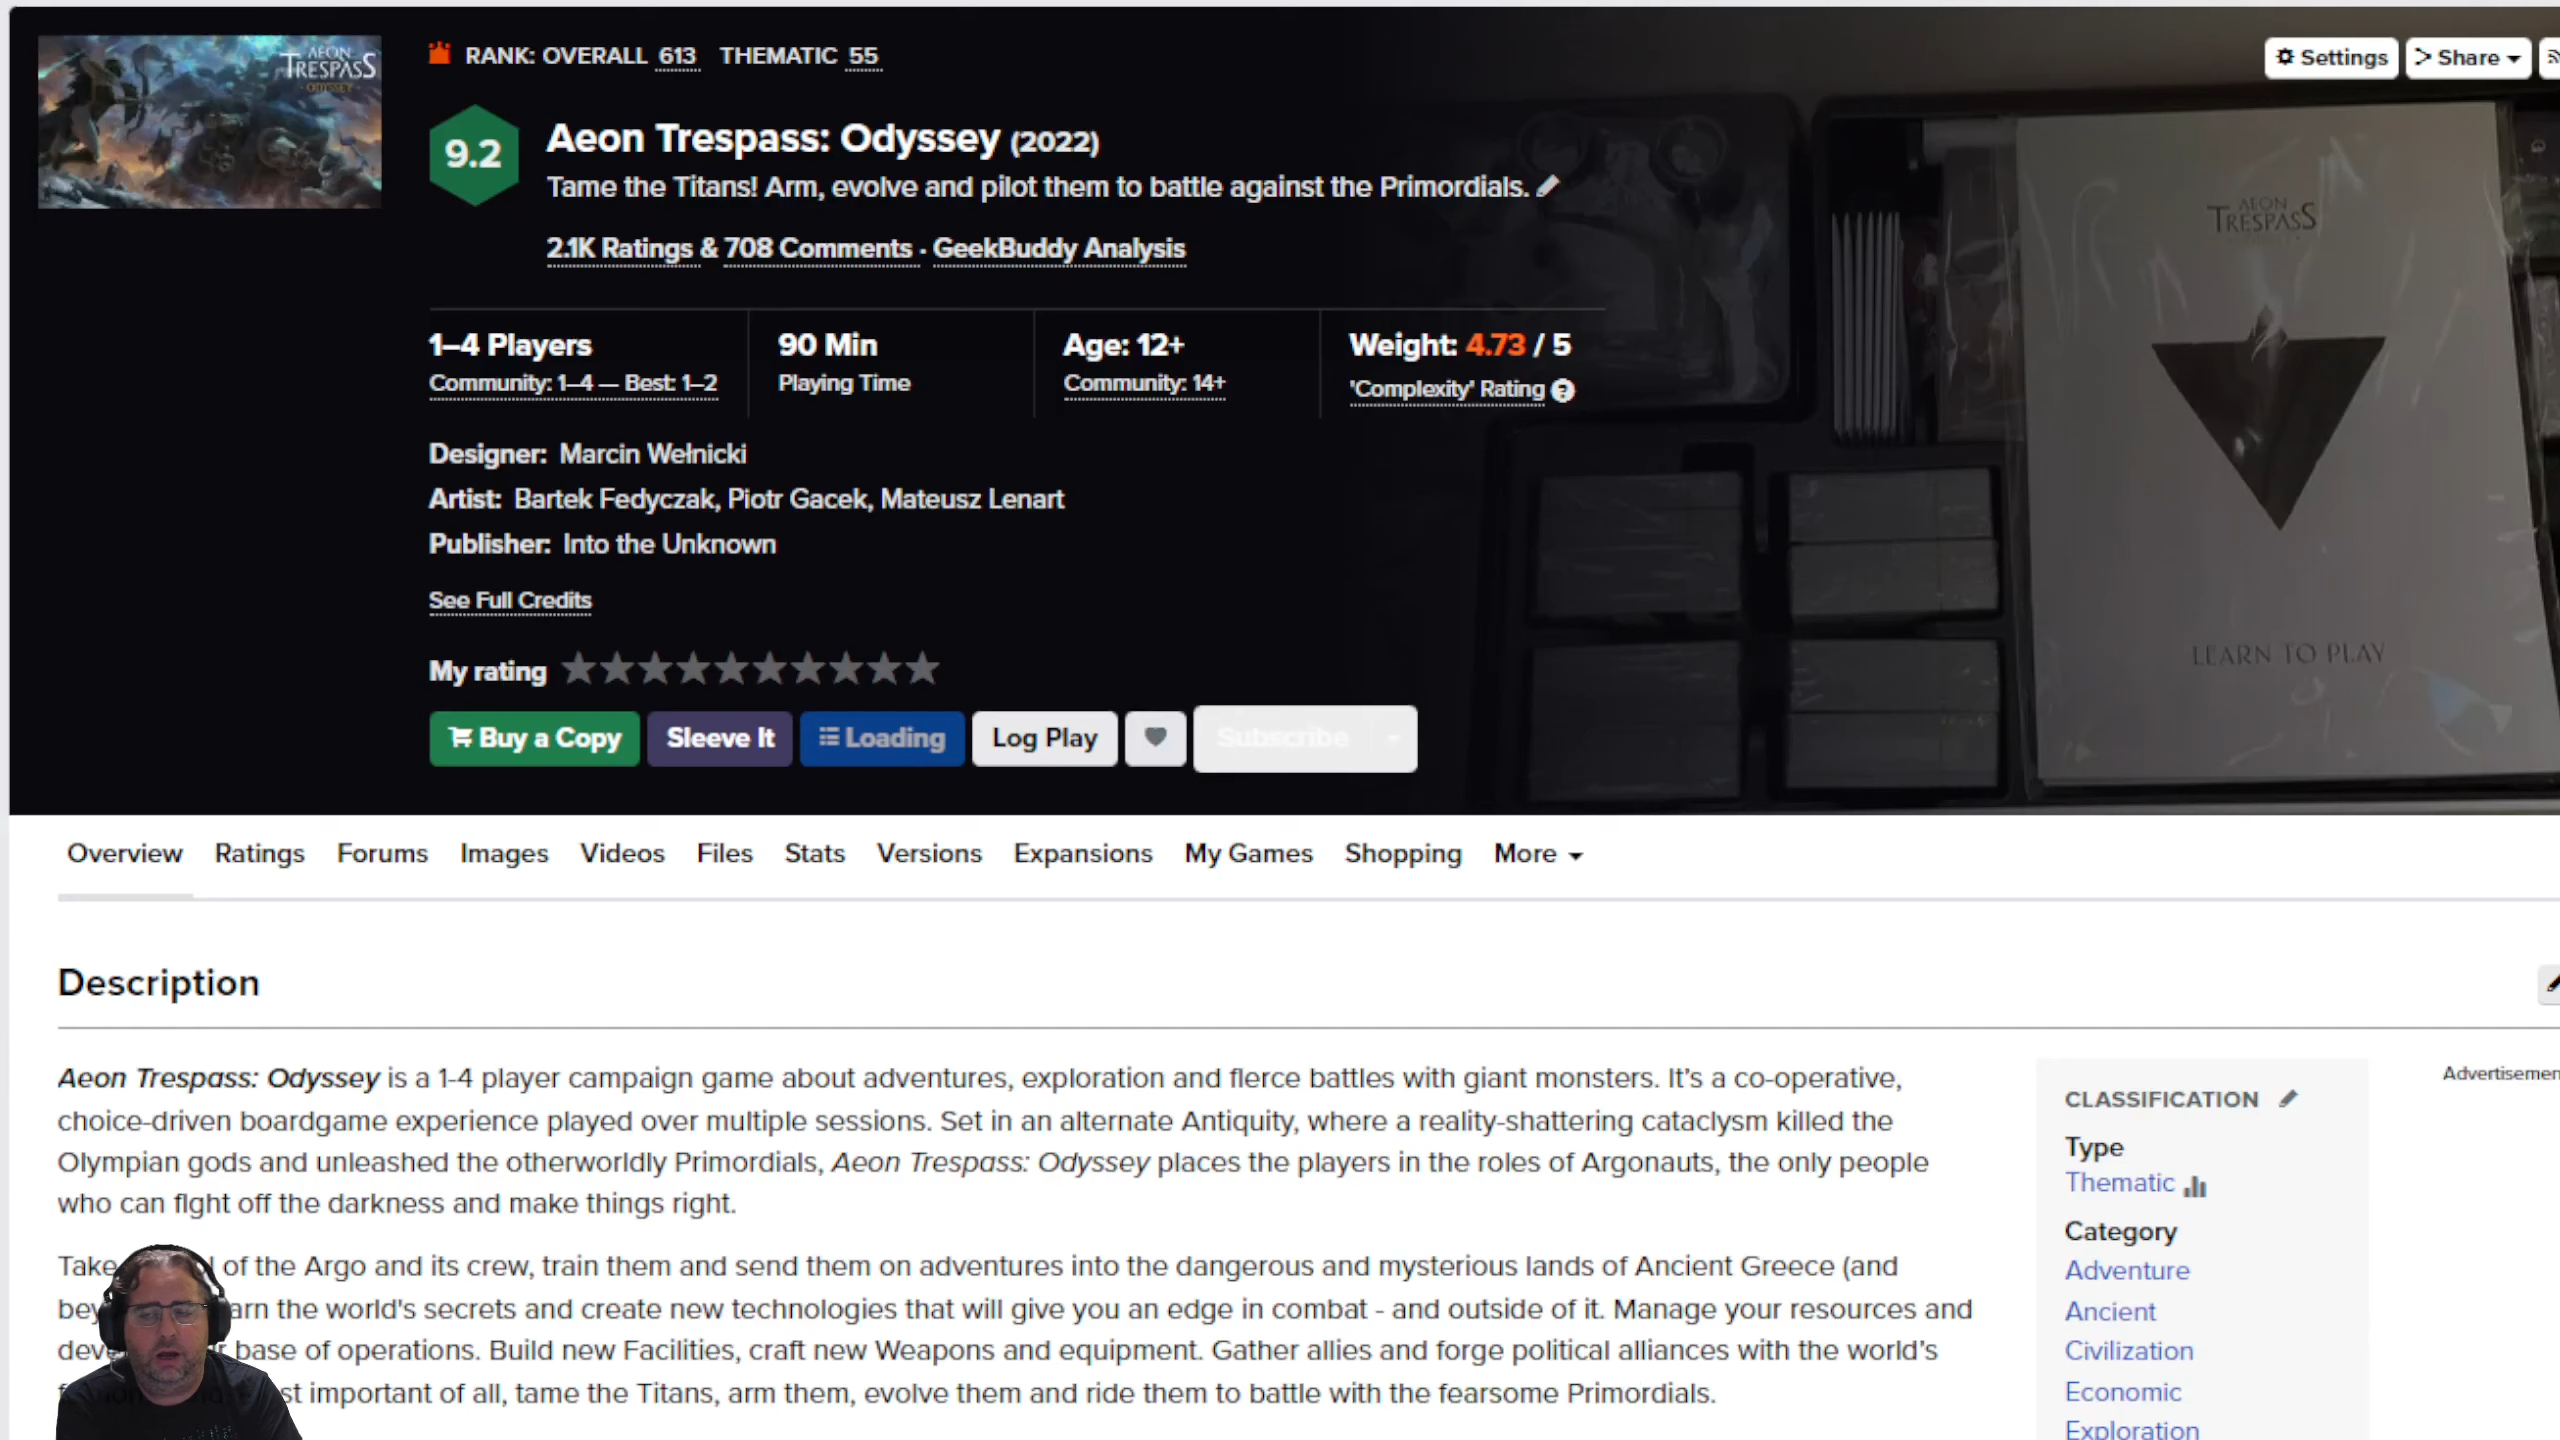 AEON
TRESPASS
ODYSSEY
RANK: OVERALL 613 THEMATIC 55
Settings
Share
9.2
Aeon Trespass: Odyssey (2022)
Tame the Titans! Arm, evolve and pilot them to battle against the Primordials.
2.1K Ratings & 708 Comments · GeekBuddy Analysis
1–4 Players
Community: 1–4 — Best: 1–2
90 Min
Playing Time
Age: 12+
Community: 14+
Weight: 4.73 / 5
'Complexity' Rating
Designer: Marcin Wełnicki
Artist: Bartek Fedyczak, Piotr Gacek, Mateusz Lenart
Publisher: Into the Unknown
See Full Credits
My rating
Buy a Copy
Sleeve It
Loading
Log Play
Subscribe
AEON
TRESPASS
LEARN TO PLAY
Overview Ratings Forums Images Videos Files Stats Versions Expansions My Games Shopping More
Description
Aeon Trespass: Odyssey is a 1-4 player campaign game about adventures, exploration and fierce battles with giant monsters. It's a co-operative,
choice-driven boardgame experience played over multiple sessions. Set in an alternate Antiquity, where a reality-shattering cataclysm killed the
Olympian gods and unleashed the otherworldly Primordials, Aeon Trespass: Odyssey places the players in the roles of Argonauts, the only people
who can fight off the darkness and make things right.
Take of the Argo and its crew, train them and send them on adventures into the dangerous and mysterious lands of Ancient Greece (and
the world's secrets and create new technologies that will give you an edge in combat - and outside of it. Manage your resources and
base of operations. Build new Facilities, craft new Weapons and equipment. Gather allies and forge political alliances with the world's
important of all, tame the Titans, arm them, evolve them and ride them to battle with the fearsome Primordials.
CLASSIFICATION
Type
Thematic
Category
Adventure
Ancient
Civilization
Economic
Exploration